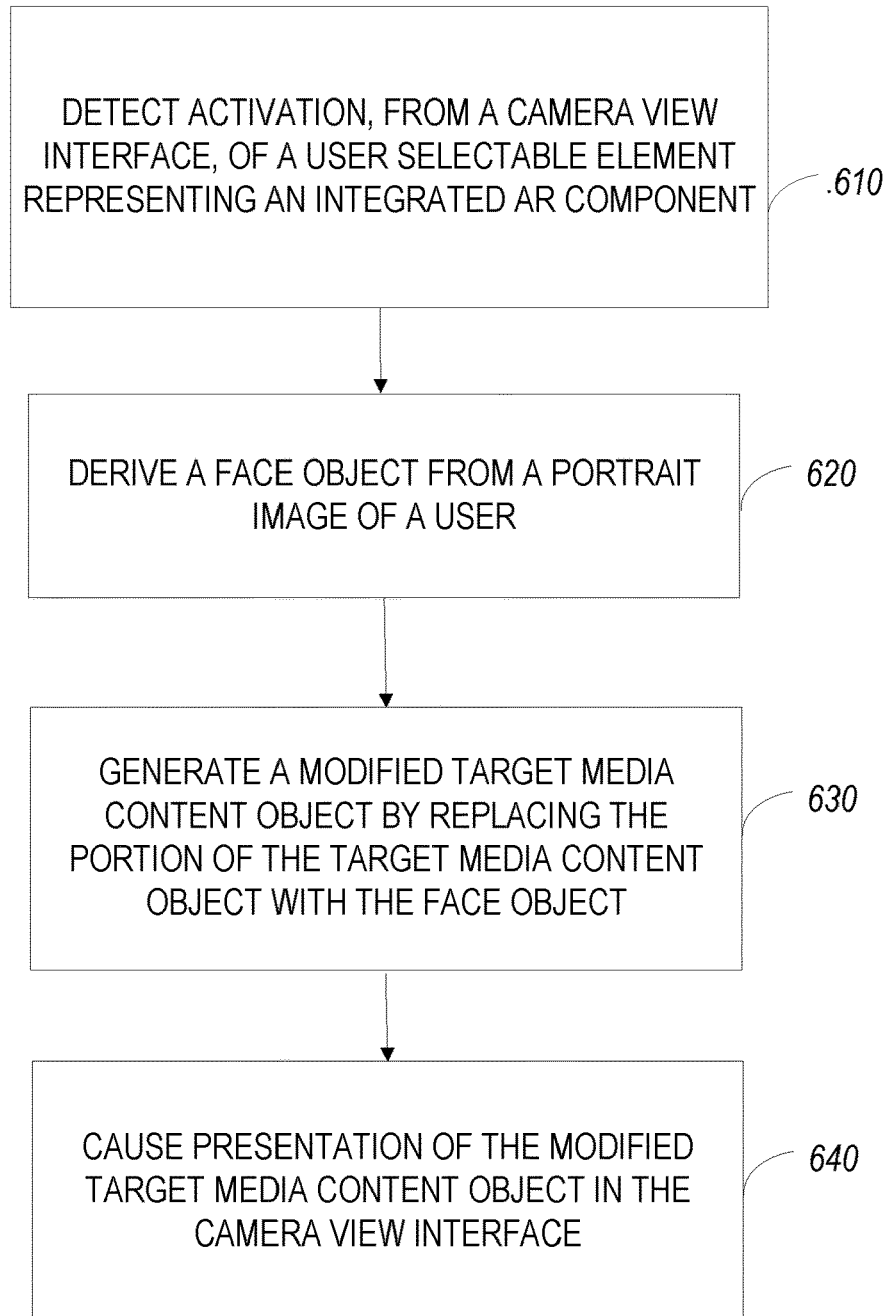 DETECT ACTIVATION, FROM A CAMERA VIEW
INTERFACE, OF A USER SELECTABLE ELEMENT
REPRESENTING AN INTEGRATED AR COMPONENT
.610
DERIVE A FACE OBJECT FROM A PORTRAIT
IMAGE OF A USER
620
GENERATE A MODIFIED TARGET MEDIA
CONTENT OBJECT BY REPLACING THE
PORTION OF THE TARGET MEDIA CONTENT
OBJECT WITH THE FACE OBJECT
630
CAUSE PRESENTATION OF THE MODIFIED
TARGET MEDIA CONTENT OBJECT IN THE
CAMERA VIEW INTERFACE
640